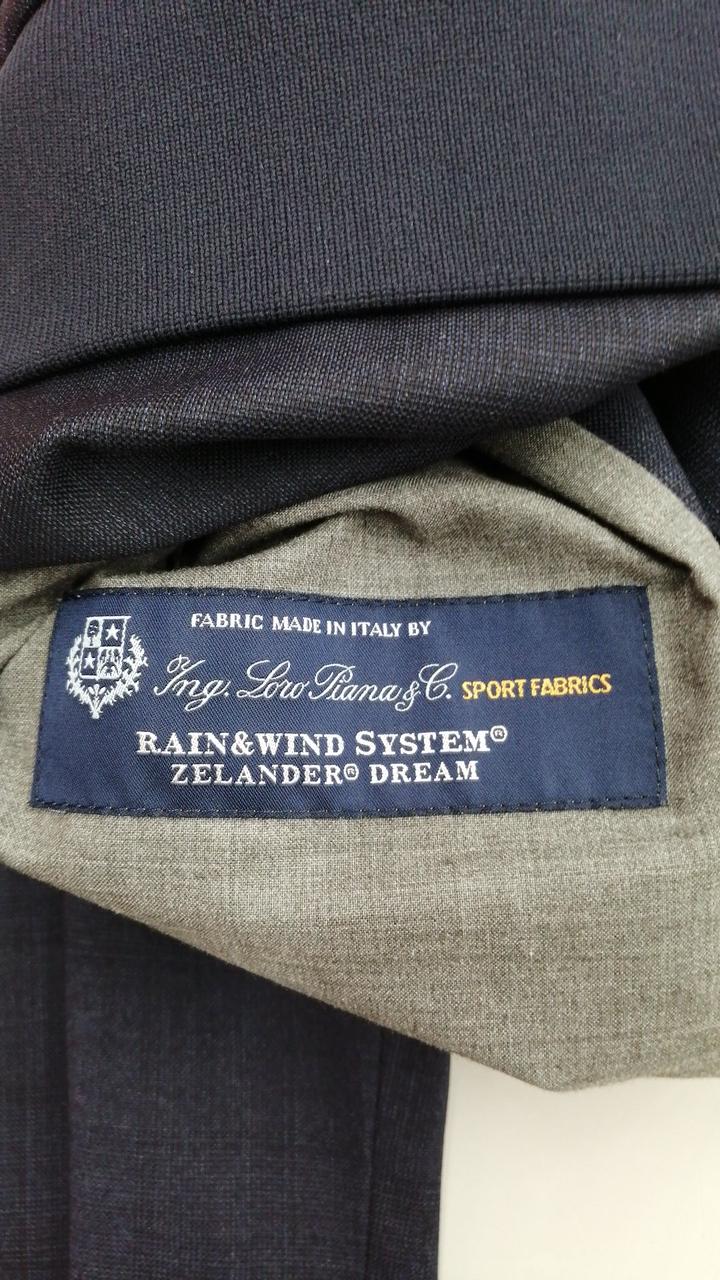 FABRIC MADE IN ITALY BY
Ing. Loro Piana & C. SPORT FABRICS
RAIN&WIND SYSTEM®
ZELANDER® DREAM